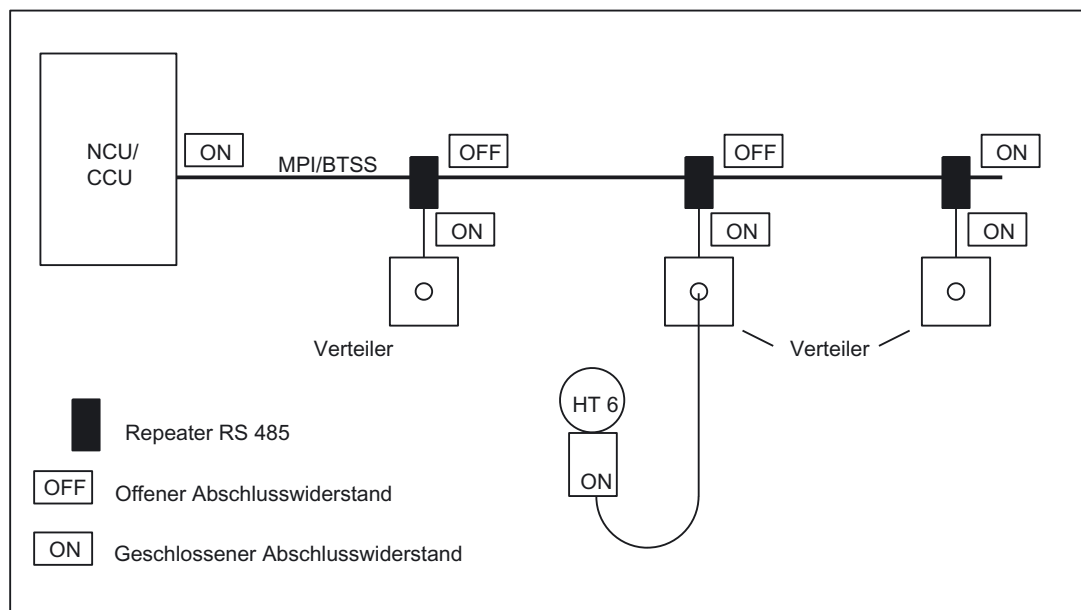 NCU/
CCU
ON
MPI/BTSS
OFF
OFF
ON
ON
ON
ON
Verteiler
Verteiler
HT 6
ON
Repeater RS 485
OFF
Offener Abschlusswiderstand
ON
Geschlossener Abschlusswiderstand